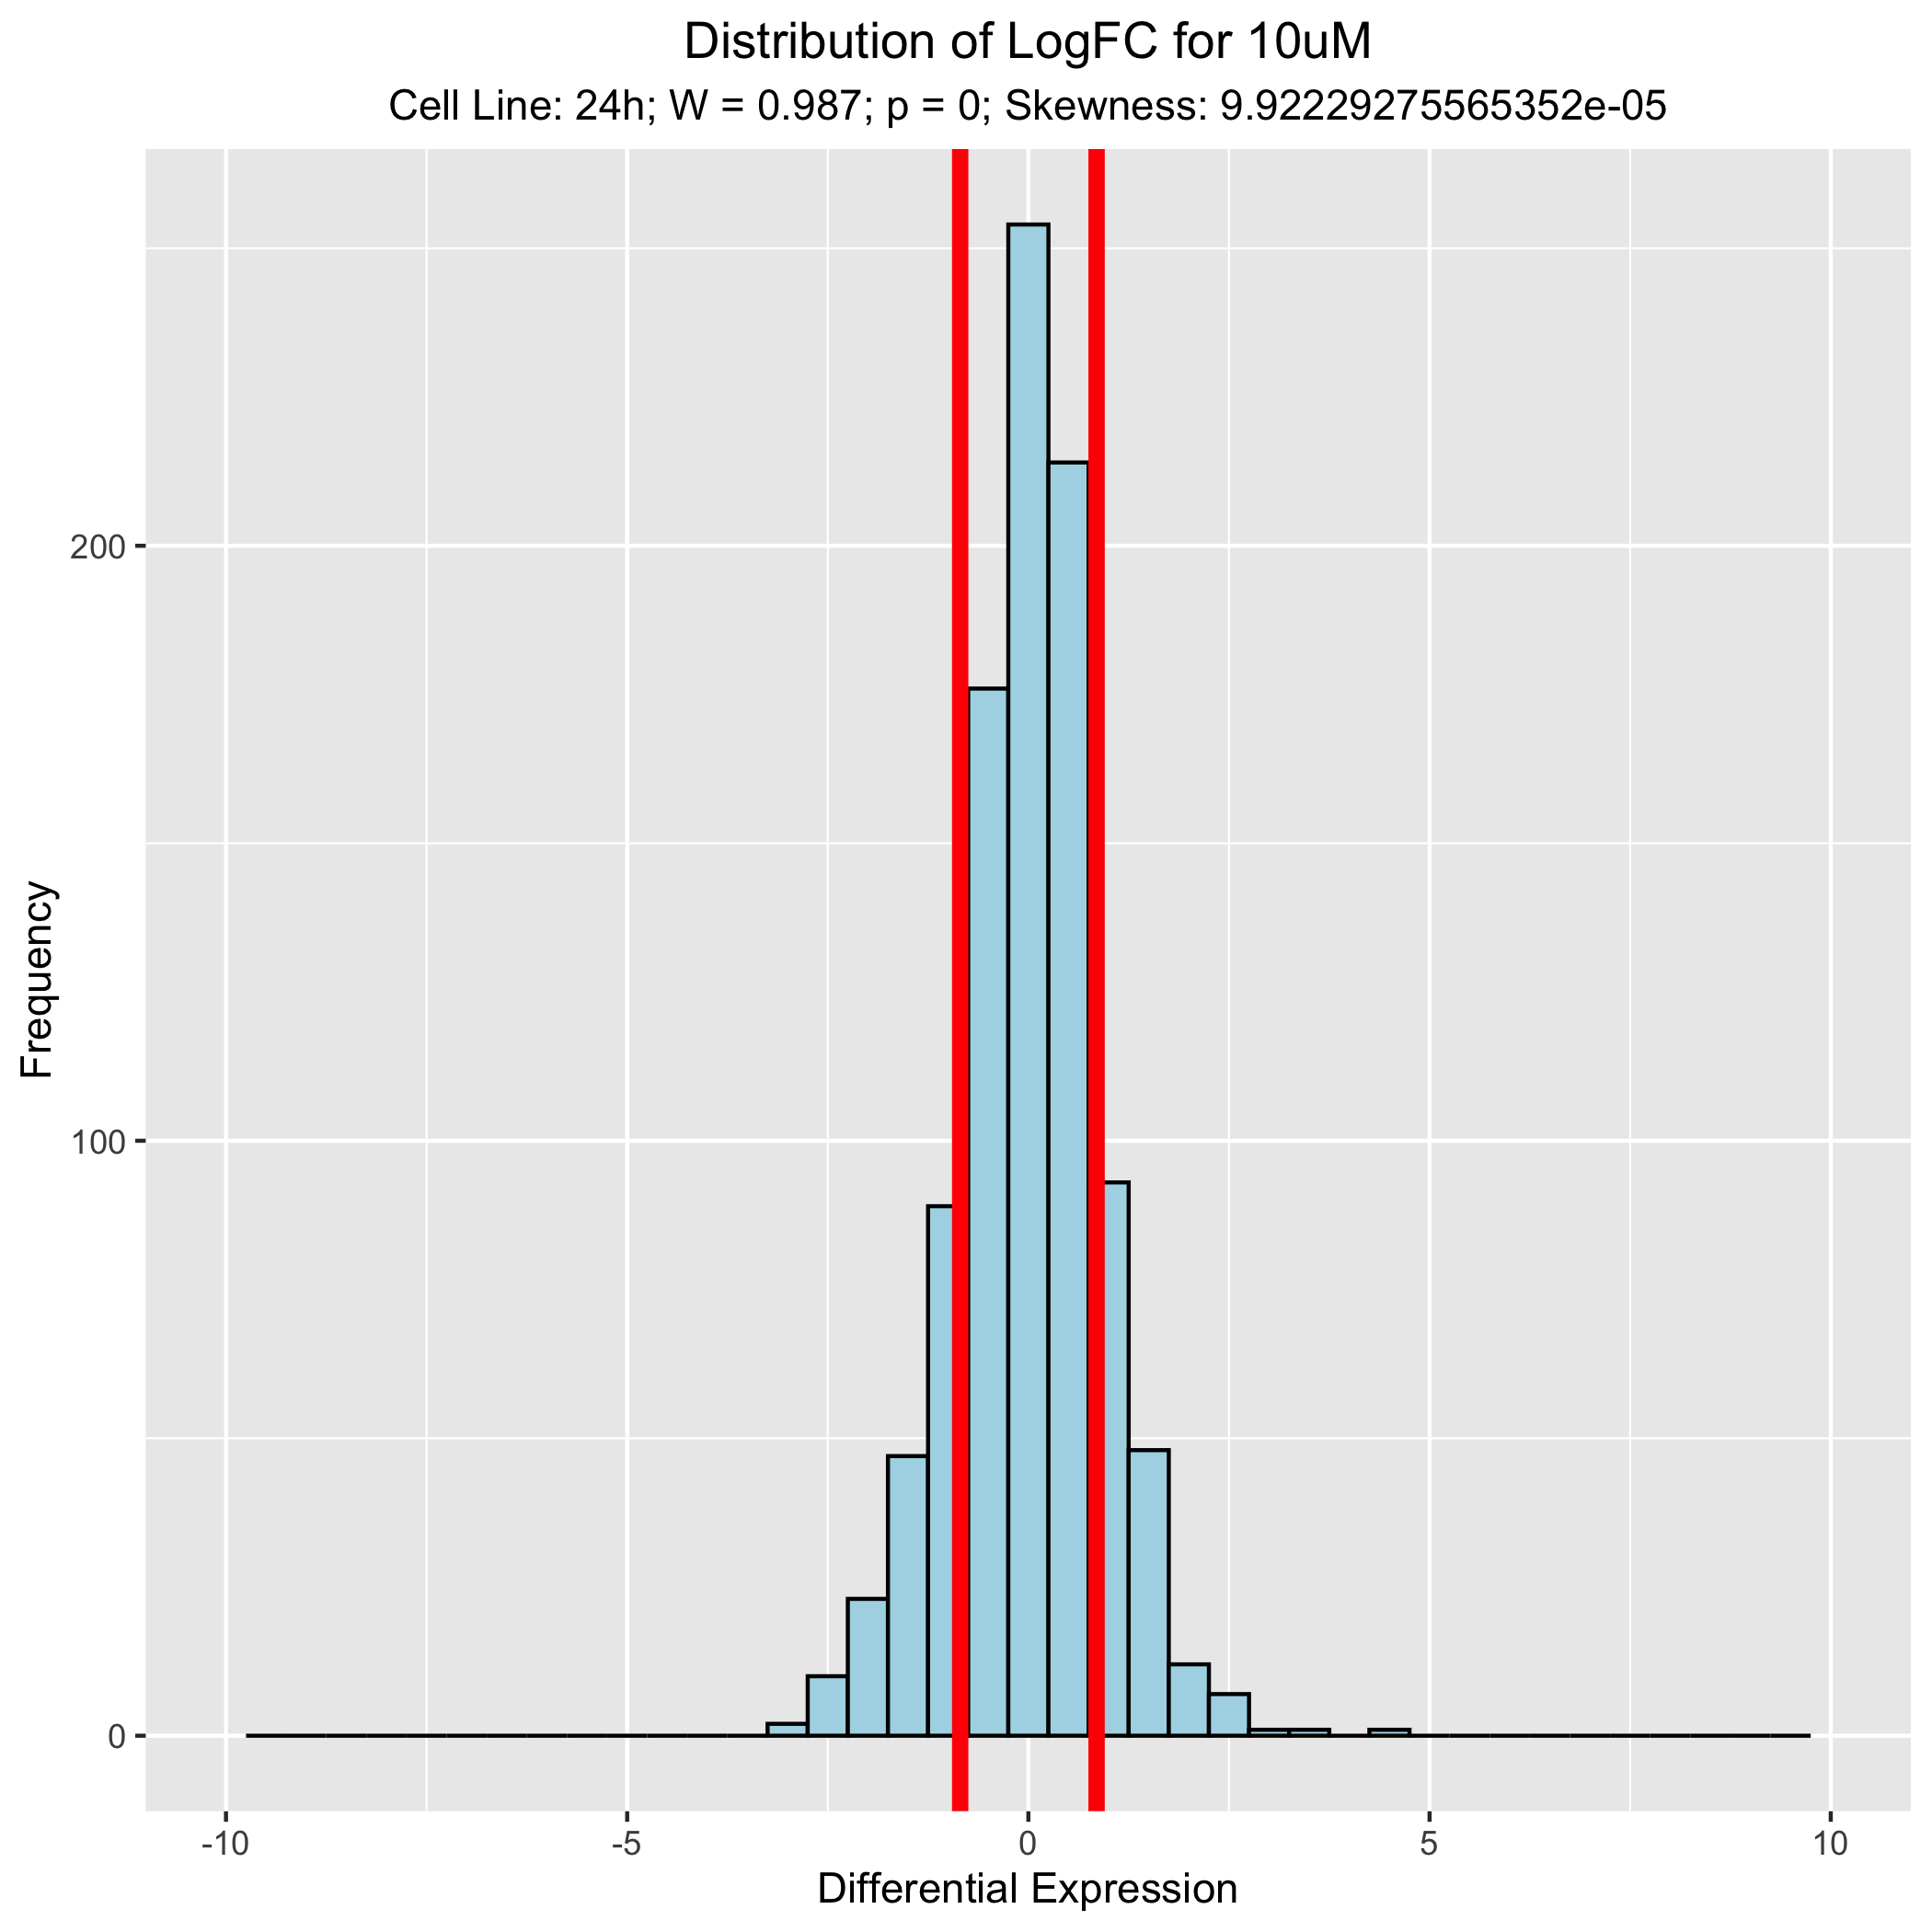 Distribution of LogFC for 10uM
Cell Line: 24h; W = 0.987; p = 0; Skewness: 9.92229275565352e-05
Frequency
200
100
0
-10
-5
0
5
10
Differential Expression